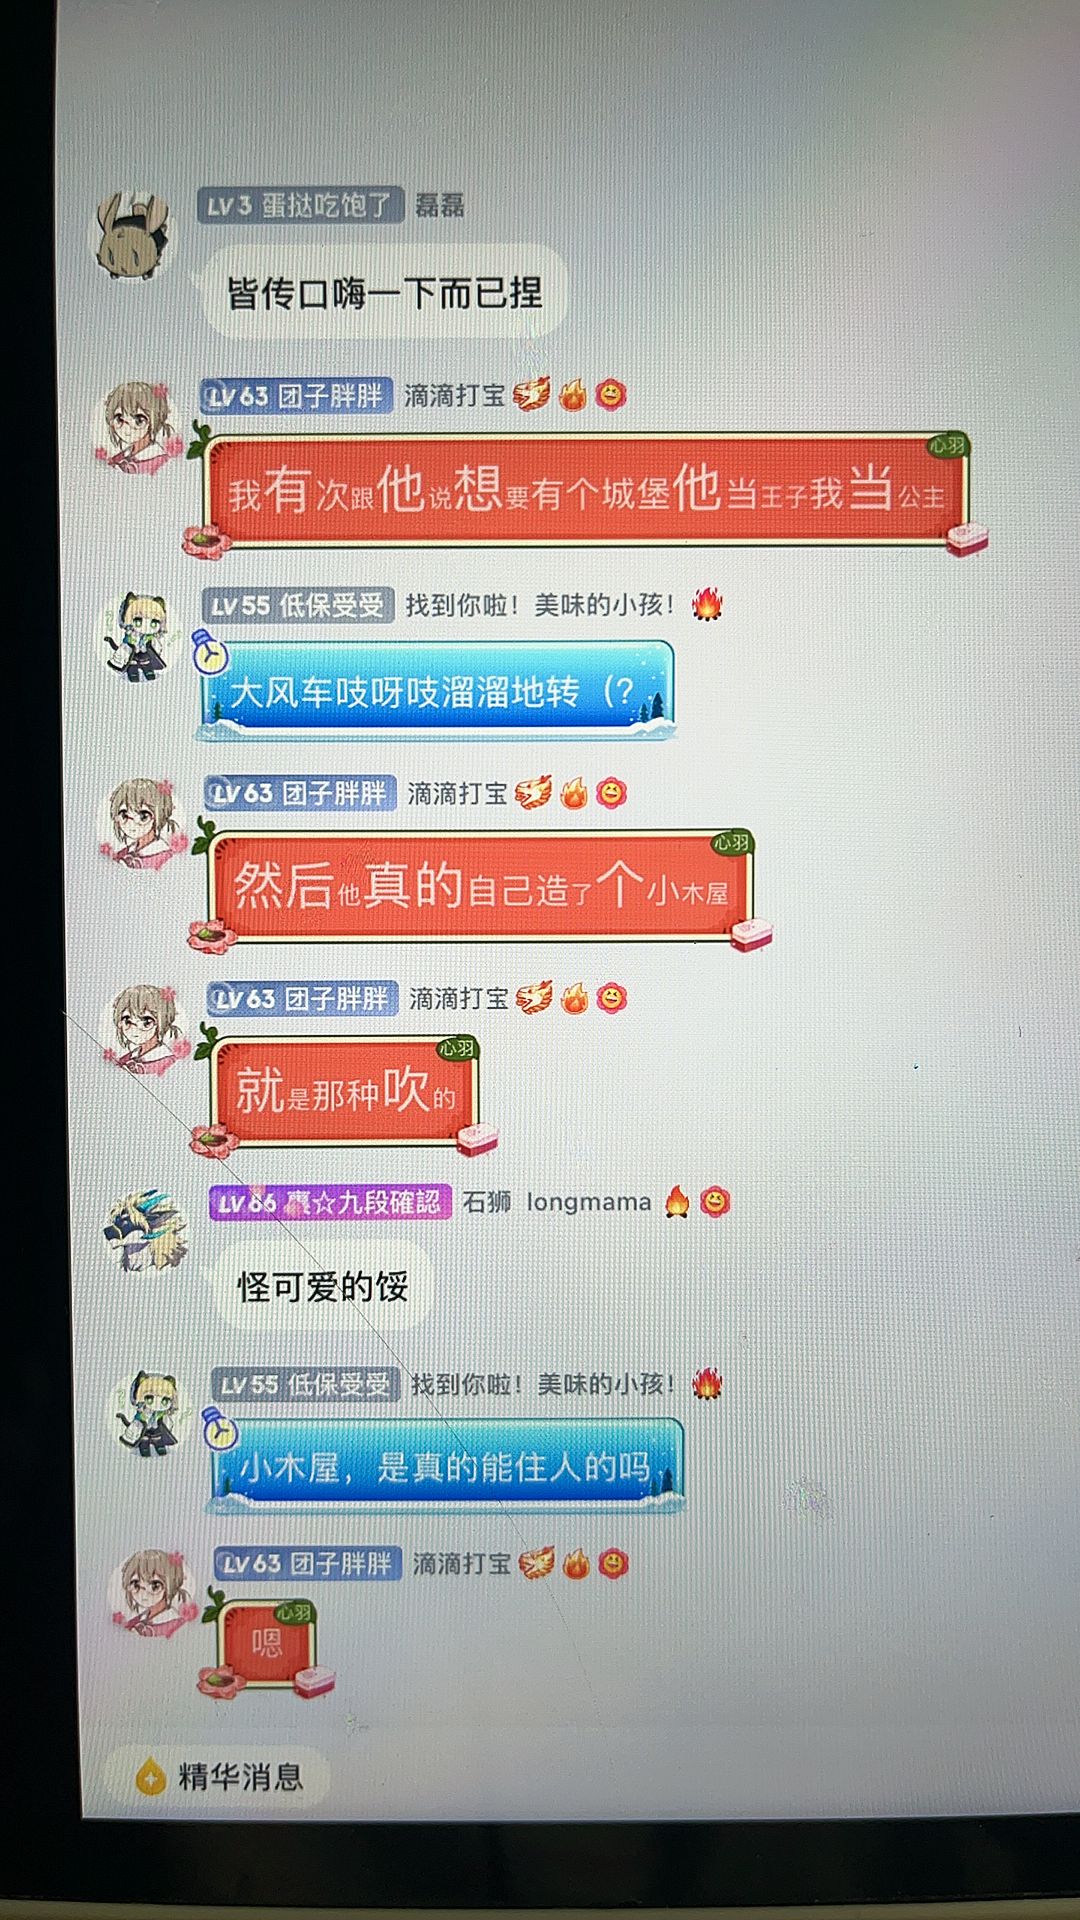 LV3 蛋挞吃饱了 磊磊
皆传口嗨一下而已捏
LV63 团子胖胖 滴滴打宝
心羽
我有次跟他说想要有个城堡他当王子我当公主
LV55 低保受受 找到你啦！美味的小孩！
大风车吱呀吱溜溜地转（?
LV63 团子胖胖 滴滴打宝
心羽
然后他真的自己造了个小木屋
LV63 团子胖胖 滴滴打宝
心羽
就是那种吹的
LV66 裏☆九段確認 石狮 longmama
怪可爱的馁
LV55 低保受受 找到你啦！美味的小孩！
小木屋，是真的能住人的吗
LV63 团子胖胖 滴滴打宝
心羽
嗯
精华消息